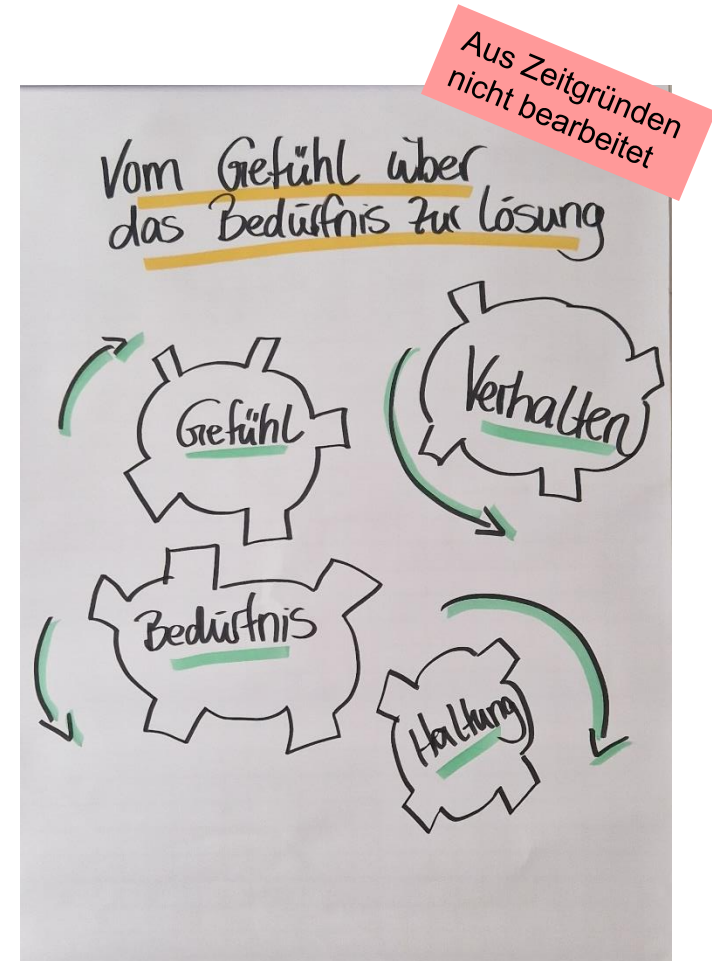 Aus Zeitgründen
nicht bearbeitet
Vom Gefühl über
das Bedürfnis zur Lösung
Gefühl
Verhalten
Bedürfnis
Haltung